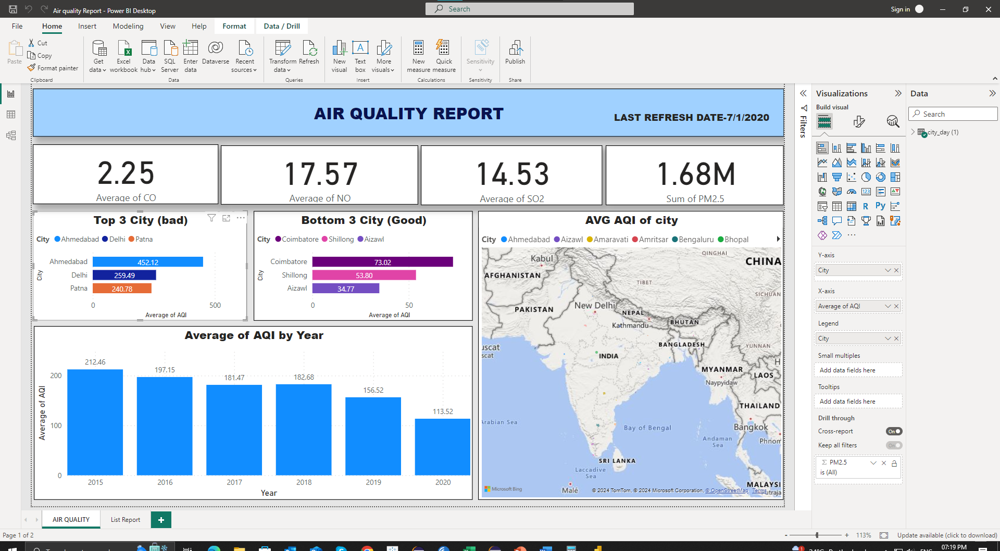 Air quality Report - Power BI Desktop
Search
Sign in
File
Home
Insert
Modeling
View
Help
Format
Data / Drill
Paste
Cut
Copy
Format painter
Clipboard
Get data
Excel workbook
Data hub
SQL Server
Enter data
Dataverse
Recent sources
Data
Transform data
Refresh
Queries
New visual
Text box
More visuals
Insert
New measure
Quick measure
Calculations
Sensitivity
Sensitivity
Publish
Share
AIR QUALITY REPORT
LAST REFRESH DATE-7/1/2020
2.25
Average of CO
17.57
Average of NO
14.53
Average of SO2
1.68M
Sum of PM2.5
Top 3 City (bad)
City Ahmedabad Delhi Patna
City
Ahmedabad 452.12
Delhi 259.49
Patna 240.78
0 500
Average of AQI
Bottom 3 City (Good)
City Coimbatore Shillong Aizawl
City
Coimbatore 73.02
Shillong 53.80
Aizawl 34.77
0 50
Average of AQI
AVG AQI of city
City Ahmedabad Aizawl Amaravati Amritsar Bengaluru Bhopal
QINGHAI
Kabul
CHINA
AFGHANISTAN
TIBET
SICHUAN
New Delhi
PAKISTAN
NEPAL
Kathmandu
BHUTAN
BANGLADESH
YUNNAN
uscat
scat
INDIA
H
MYANMAR
LAOS
Naypyidaw
THAILAND
Arabian Sea
Bay of Bengal
Bangkok
Andaman
Sea
Phnom
SRI LANKA
Laccadive
Sea
MALAYSI
Putraja
Malé
Microsoft Bing
© 2024 TomTom, © 2024 Microsoft Corporation, © OpenStreetMap Terms
Average of AQI by Year
Average of AQI
200
100
0
212.46
197.15
181.47
182.68
156.52
113.52
2015 2016 2017 2018 2019 2020
Year
Filters
Visualizations
Build visual
123
R
Py
Y-axis
City
X-axis
Average of AQI
Legend
City
Small multiples
Add data fields here
Tooltips
Add data fields here
Drill through
Cross-report
On
Keep all filters
On
Σ PM2.5
is (All)
Data
Search
city_day (1)
AIR QUALITY
List Report
Page 1 of 2
- + 113%
Update available (click to download)
07:19 PM